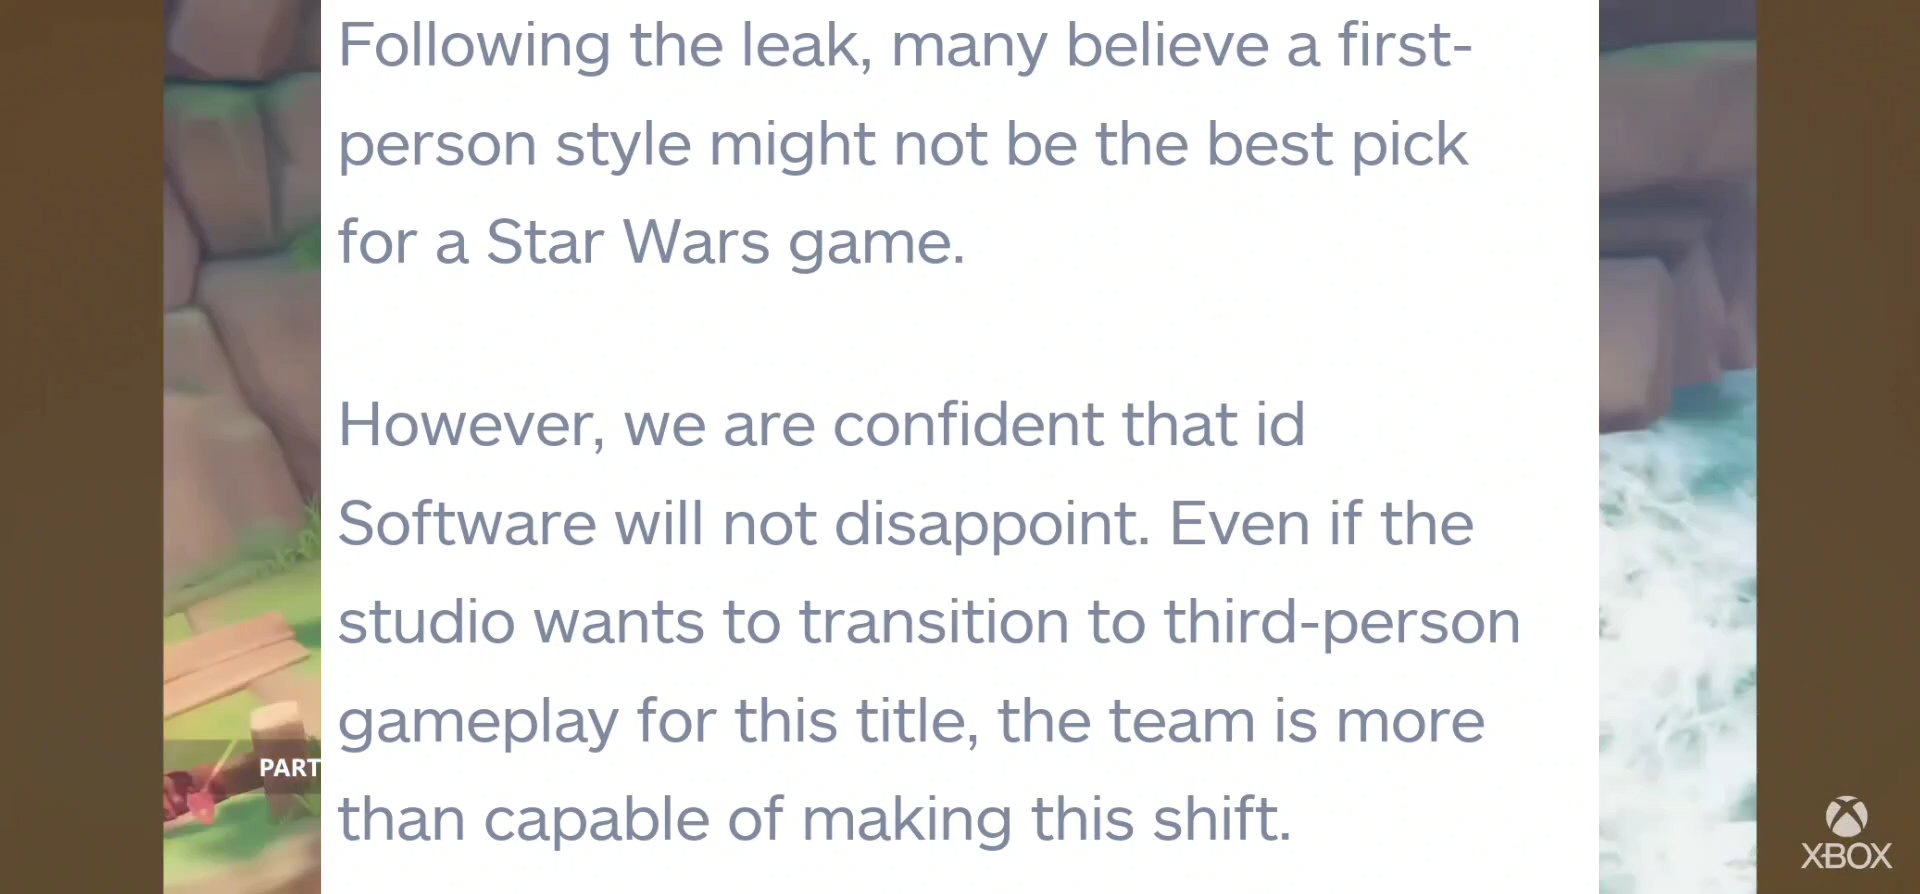 Following the leak, many believe a first-
person style might not be the best pick
for a Star Wars game.
However, we are confident that id
Software will not disappoint. Even if the
studio wants to transition to third-person
gameplay for this title, the team is more
than capable of making this shift.
PART
XBOX